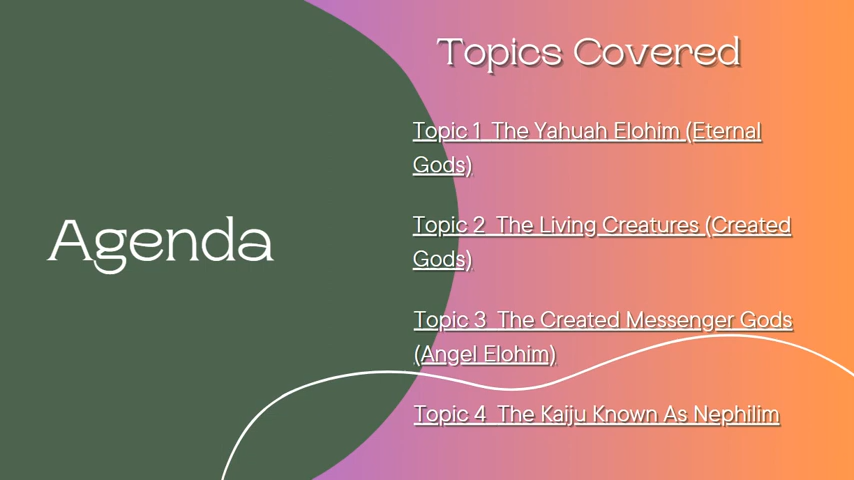 Agenda
Topics Covered
Topic 1  The Yahuah Elohim (Eternal
Gods)
Topic 2  The Living Creatures (Created
Gods)
Topic 3  The Created Messenger Gods
(Angel Elohim)
Topic 4  The Kaiju Known As Nephilim